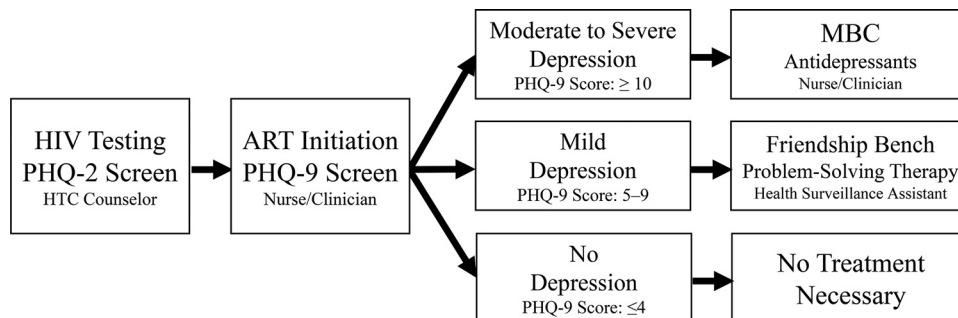 HIV Testing
PHQ-2 Screen
HTC Counselor
ART Initiation
PHQ-9 Screen
Nurse/Clinician
Moderate to Severe
Depression
PHQ-9 Score: ≥ 10
MBC
Antidepressants
Nurse/Clinician
Mild
Depression
PHQ-9 Score: 5–9
Friendship Bench
Problem-Solving Therapy
Health Surveillance Assistant
No
Depression
PHQ-9 Score: ≤4
No Treatment
Necessary